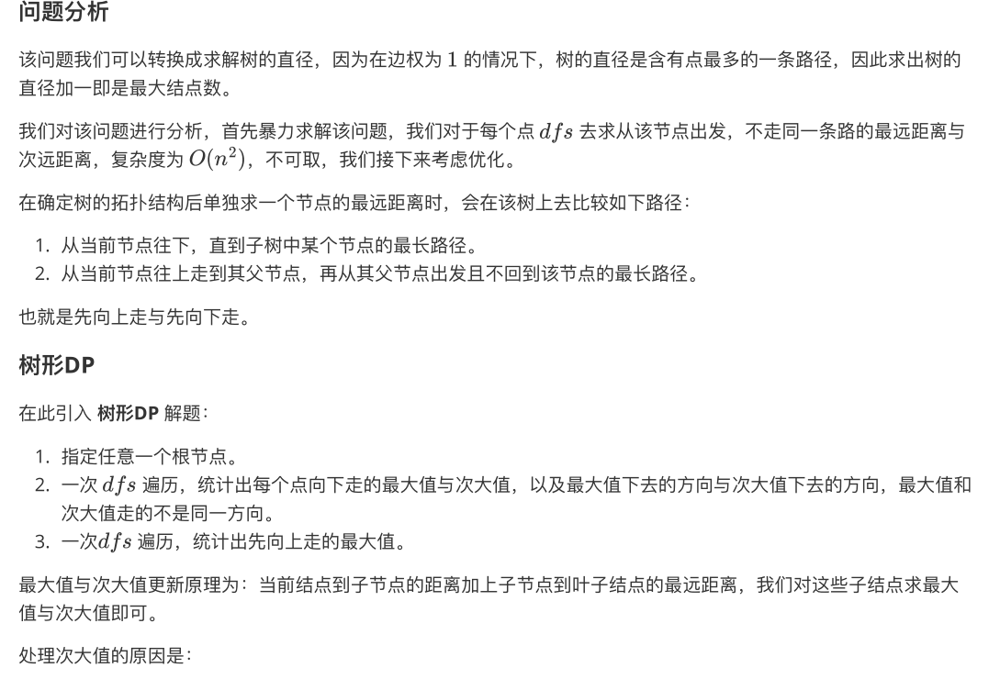 问题分析
该问题我们可以转换成求解树的直径，因为在边权为 1 的情况下，树的直径是含有点最多的一条路径，因此求出树的
直径加一即是最大结点数。
我们对该问题进行分析，首先暴力求解该问题，我们对于每个点 dfs 去求从该节点出发，不走同一条路的最远距离与
次远距离，复杂度为 O(n²)，不可取，我们接下来考虑优化。
在确定树的拓扑结构后单独求一个节点的最远距离时，会在该树上去比较如下路径：
1. 从当前节点往下，直到子树中某个节点的最长路径。
2. 从当前节点往上走到其父节点，再从其父节点出发且不回到该节点的最长路径。
也就是先向上走与先向下走。
树形DP
在此引入 树形DP 解题：
1. 指定任意一个根节点。
2. 一次 dfs 遍历，统计出每个点向下走的最大值与次大值，以及最大值下去的方向与次大值下去的方向，最大值和
次大值走的不是同一方向。
3. 一次dfs 遍历，统计出先向上走的最大值。
最大值与次大值更新原理为：当前结点到子节点的距离加上子节点到叶子结点的最远距离，我们对这些子结点求最大
值与次大值即可。
处理次大值的原因是：